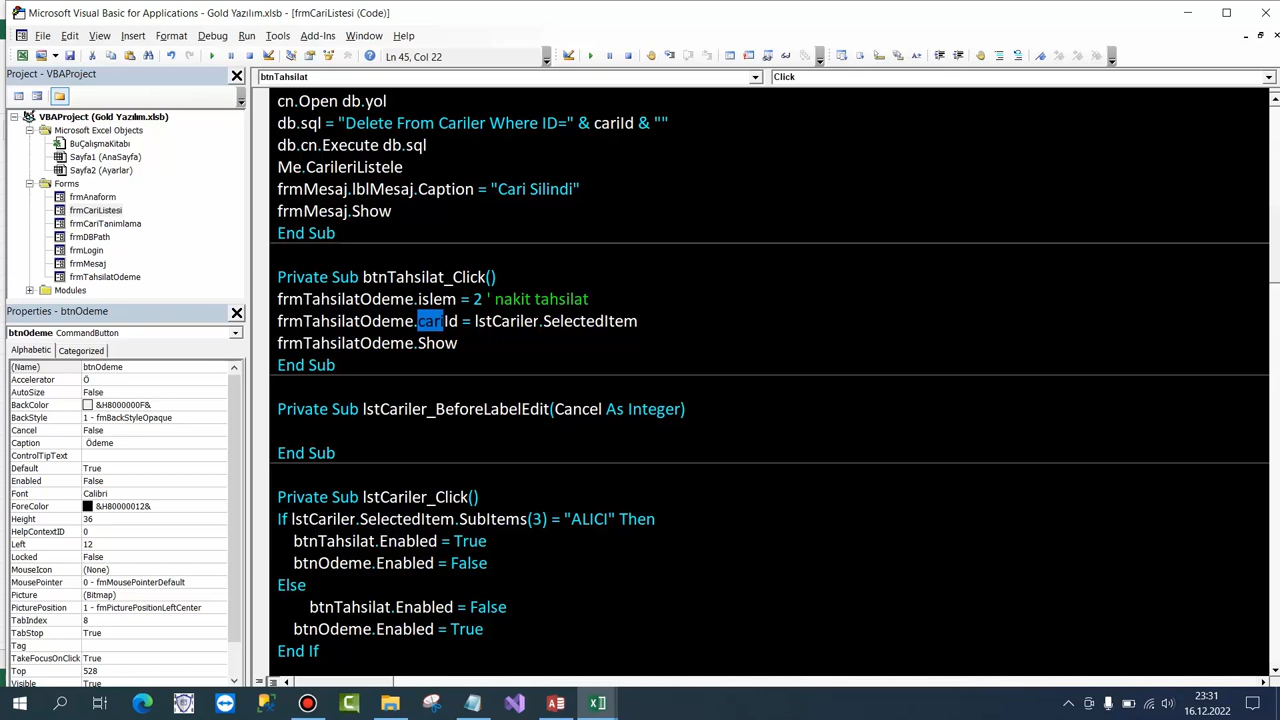 Microsoft Visual Basic for Applications - Gold Yazılım.xlsb - [frmCariListesi (Code)]
File Edit View Insert Format Debug Run Tools Add-Ins Window Help
Ln 45, Col 22
Project - VBAProject
btnTahsilat Click
VBAProject (Gold Yazılım.xlsb)
Microsoft Excel Objects
BuÇalışmaKitabı
Sayfa1 (AnaSayfa)
Sayfa2 (Ayarlar)
Forms
frmAnaform
frmCariListesi
frmCariTanimlama
frmDBPath
frmLogin
frmMesaj
frmTahsilatOdeme
Modules
Properties - btnOdeme
btnOdeme CommandButton
Alphabetic Categorized
(Name) btnOdeme
Accelerator Ö
AutoSize False
BackColor &H8000000F&
BackStyle 1 - fmBackStyleOpaque
Cancel False
Caption Ödeme
ControlTipText
Default True
Enabled False
Font Calibri
ForeColor &H80000012&
Height 36
HelpContextID 0
Left 12
Locked False
MouseIcon (None)
MousePointer 0 - fmMousePointerDefault
Picture (Bitmap)
PicturePosition 1 - fmPicturePositionLeftCenter
TabIndex 8
TabStop True
Tag
TakeFocusOnClick True
Top 528
Visible True
cn.Open db.yol
db.sql = "Delete From Cariler Where ID=" & cariId & ""
db.cn.Execute db.sql
Me.CarileriListele
frmMesaj.lblMesaj.Caption = "Cari Silindi"
frmMesaj.Show
End Sub
Private Sub btnTahsilat_Click()
frmTahsilatOdeme.islem = 2 ' nakit tahsilat
frmTahsilatOdeme.cariId = lstCariler.SelectedItem
frmTahsilatOdeme.Show
End Sub
Private Sub lstCariler_BeforeLabelEdit(Cancel As Integer)
End Sub
Private Sub lstCariler_Click()
If lstCariler.SelectedItem.SubItems(3) = "ALICI" Then
btnTahsilat.Enabled = True
btnOdeme.Enabled = False
Else
btnTahsilat.Enabled = False
btnOdeme.Enabled = True
End If
23:31
16.12.2022